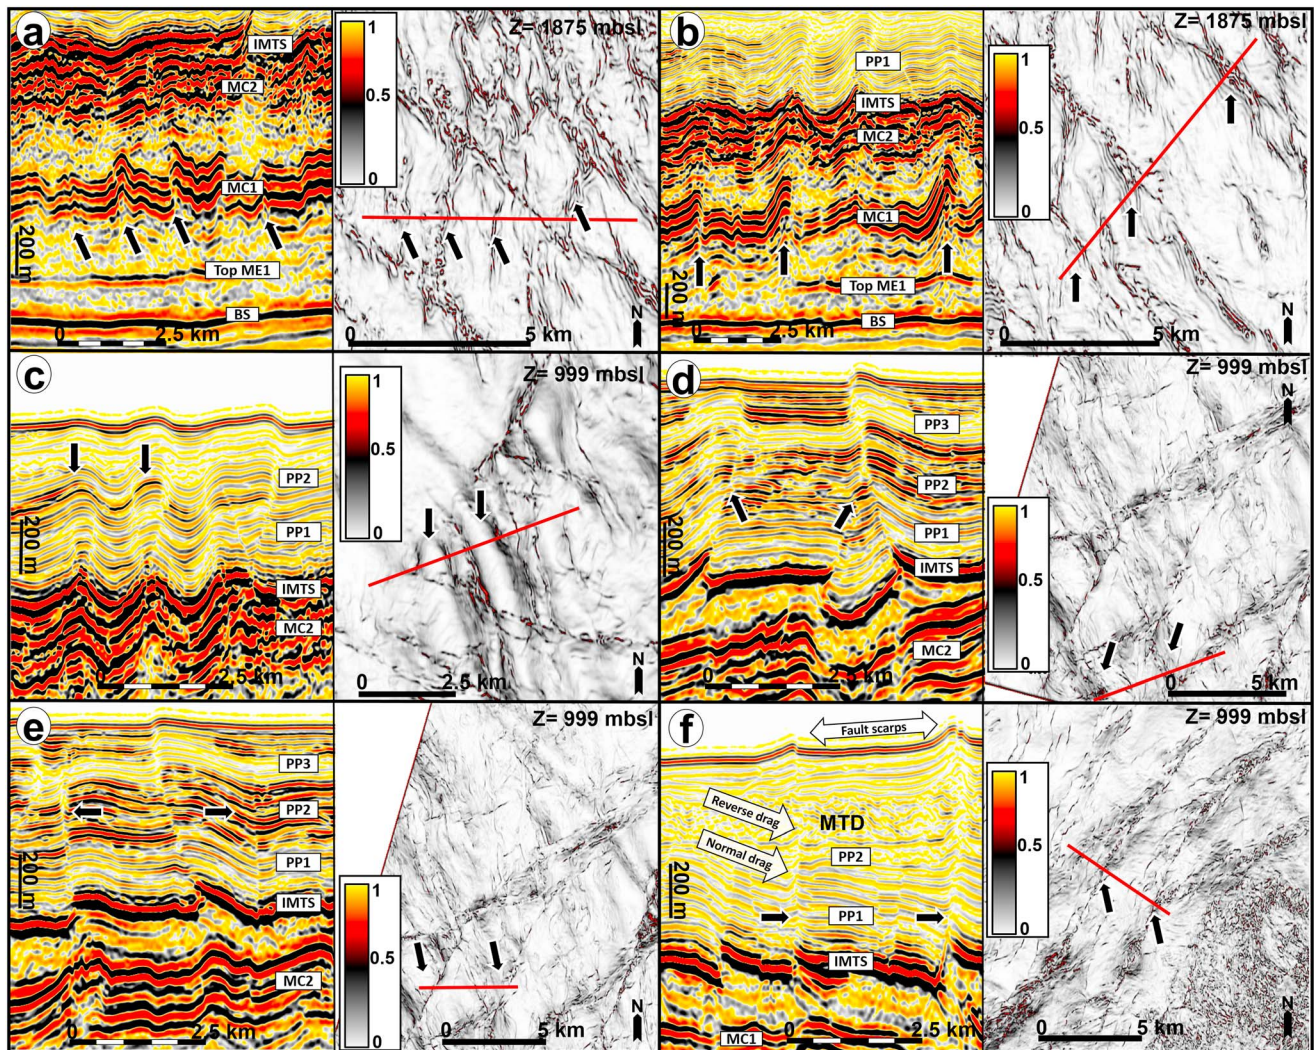 a
IMTS
MC2
MC1
Top ME1
BS
200 m
0 2.5 km
Z= 1875 mbsl
1
0.5
0
0 5 km
N
b
PP1
IMTS
MC2
MC1
Top ME1
BS
200 m
0 2.5 km
Z= 1875 mbsl
1
0.5
0
0 5 km
N
c
PP2
PP1
IMTS
MC2
200 m
0 2.5 km
Z= 999 mbsl
1
0.5
0
0 2.5 km
N
d
PP3
PP2
PP1
IMTS
MC2
200 m
0 2.5 km
Z= 999 mbsl
N
1
0.5
0
0 5 km
e
PP3
PP2
PP1
IMTS
MC2
200 m
0 2.5 km
Z= 999 mbsl
1
0.5
0
0 5 km
N
f
Fault scarps
Reverse drag
MTD
Normal drag
PP2
PP1
IMTS
MC1
200 m
0 5 km
Z= 999 mbsl
1
0.5
0
0 5 km
N